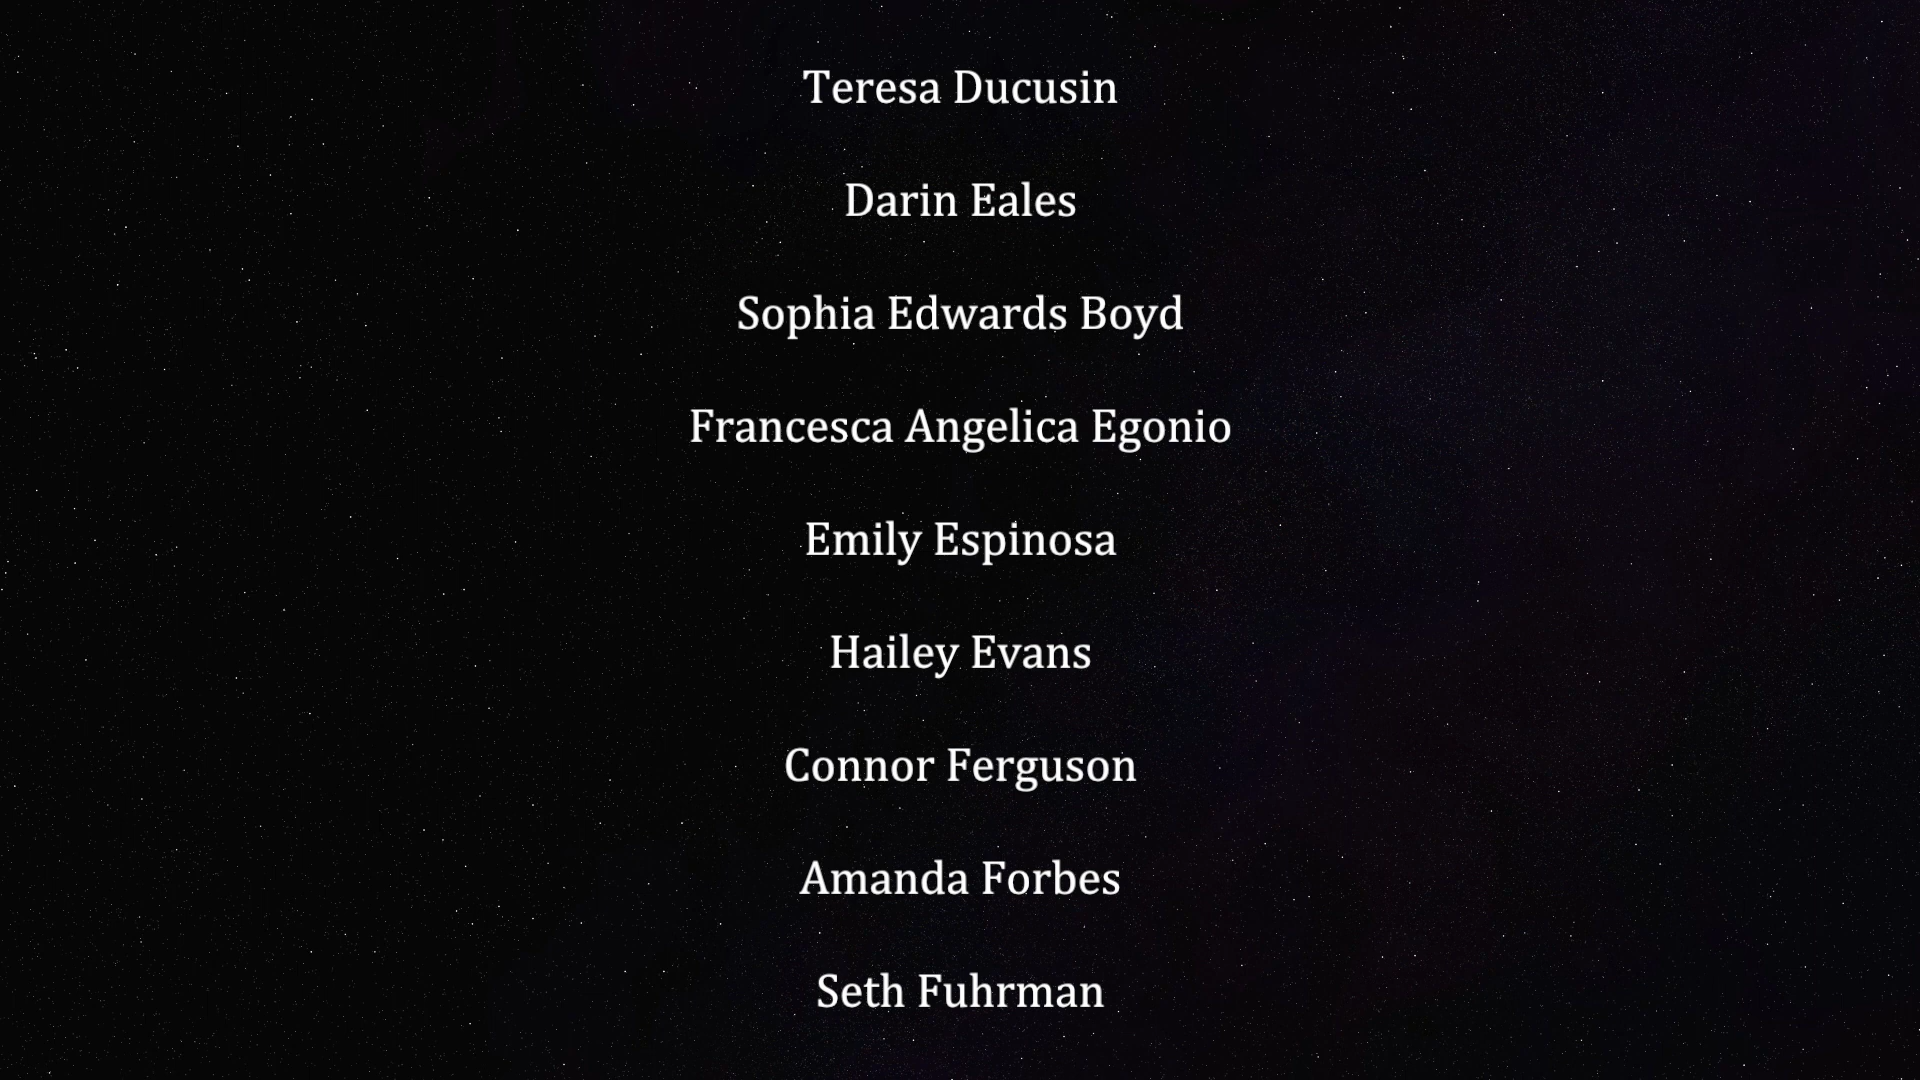 Teresa Ducusin
Darin Eales
Sophia Edwards Boyd
Francesca Angelica Egonio
Emily Espinosa
Hailey Evans
Connor Ferguson
Amanda Forbes
Seth Fuhrman